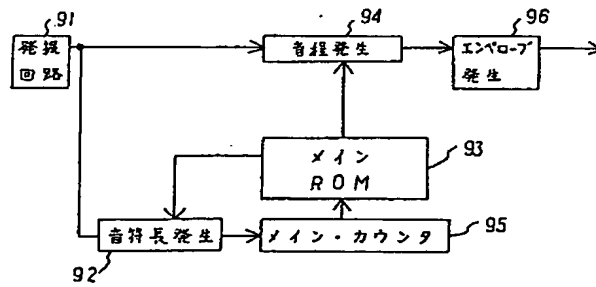 91
発振
回路
94
音程発生
96
エンベロープ
発生
メイン
ROM
93
音符長発生
92
メイン・カウンタ
95